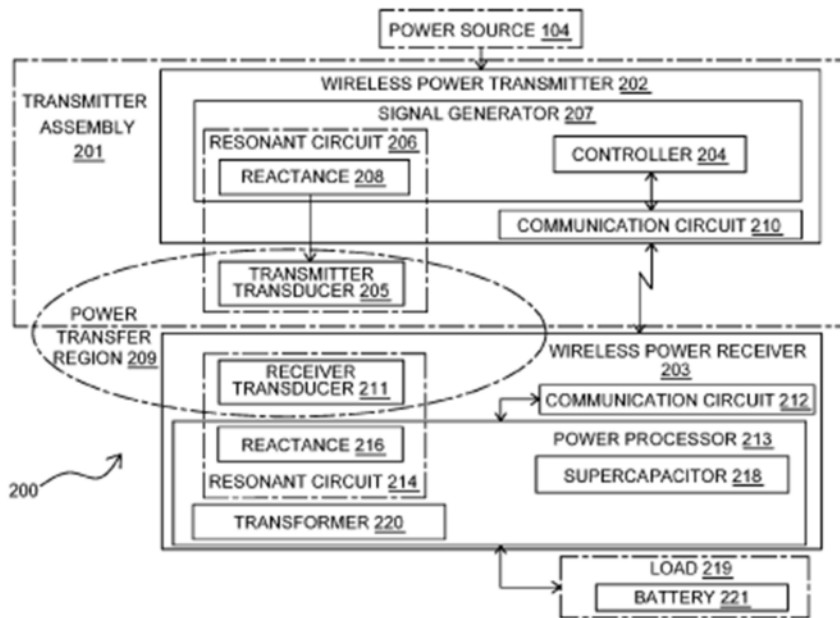 POWER SOURCE 104
WIRELESS POWER TRANSMITTER 202
TRANSMITTER
ASSEMBLY
201
SIGNAL GENERATOR 207
RESONANT CIRCUIT 206
REACTANCE 208
CONTROLLER 204
COMMUNICATION CIRCUIT 210
TRANSMITTER
TRANSDUCER 205
POWER
TRANSFER
REGION 209
WIRELESS POWER RECEIVER
203
RECEIVER
TRANSDUCER 211
COMMUNICATION CIRCUIT 212
REACTANCE 216
POWER PROCESSOR 213
RESONANT CIRCUIT 214
SUPERCAPACITOR 218
200
TRANSFORMER 220
LOAD 219
BATTERY 221